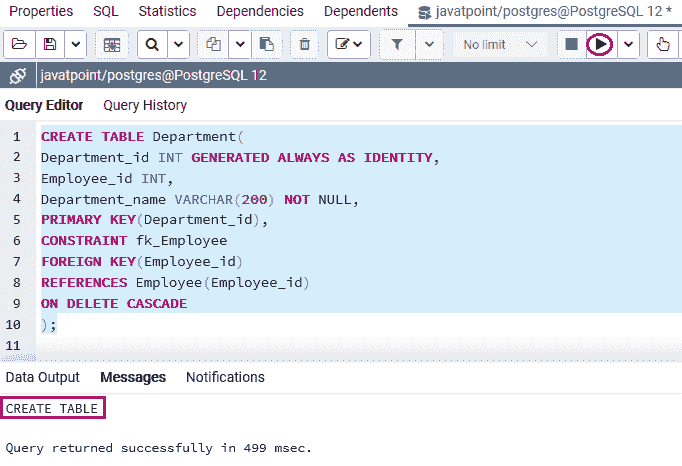 Properties SQL Statistics Dependencies Dependents javatpoint/postgres@PostgreSQL 12 *
No limit
javatpoint/postgres@PostgreSQL 12
Query Editor Query History
1 CREATE TABLE Department(
2 Department_id INT GENERATED ALWAYS AS IDENTITY,
3 Employee_id INT,
4 Department_name VARCHAR(200) NOT NULL,
5 PRIMARY KEY(Department_id),
6 CONSTRAINT fk_Employee
7 FOREIGN KEY(Employee_id)
8 REFERENCES Employee(Employee_id)
9 ON DELETE CASCADE
10 );
11
Data Output Messages Notifications
CREATE TABLE
Query returned successfully in 499 msec.